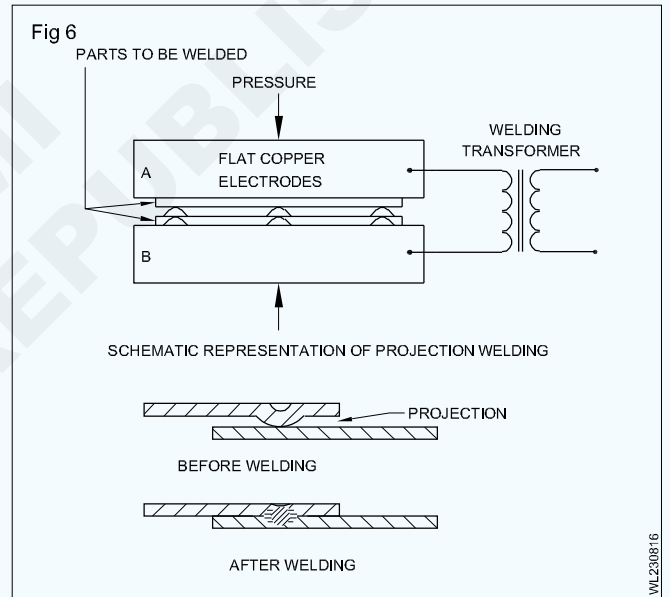 Fig 6
PARTS TO BE WELDED
PRESSURE
WELDING
TRANSFORMER
A
FLAT COPPER
ELECTRODES
B
SCHEMATIC REPRESENTATION OF PROJECTION WELDING
PROJECTION
BEFORE WELDING
AFTER WELDING
WL230816